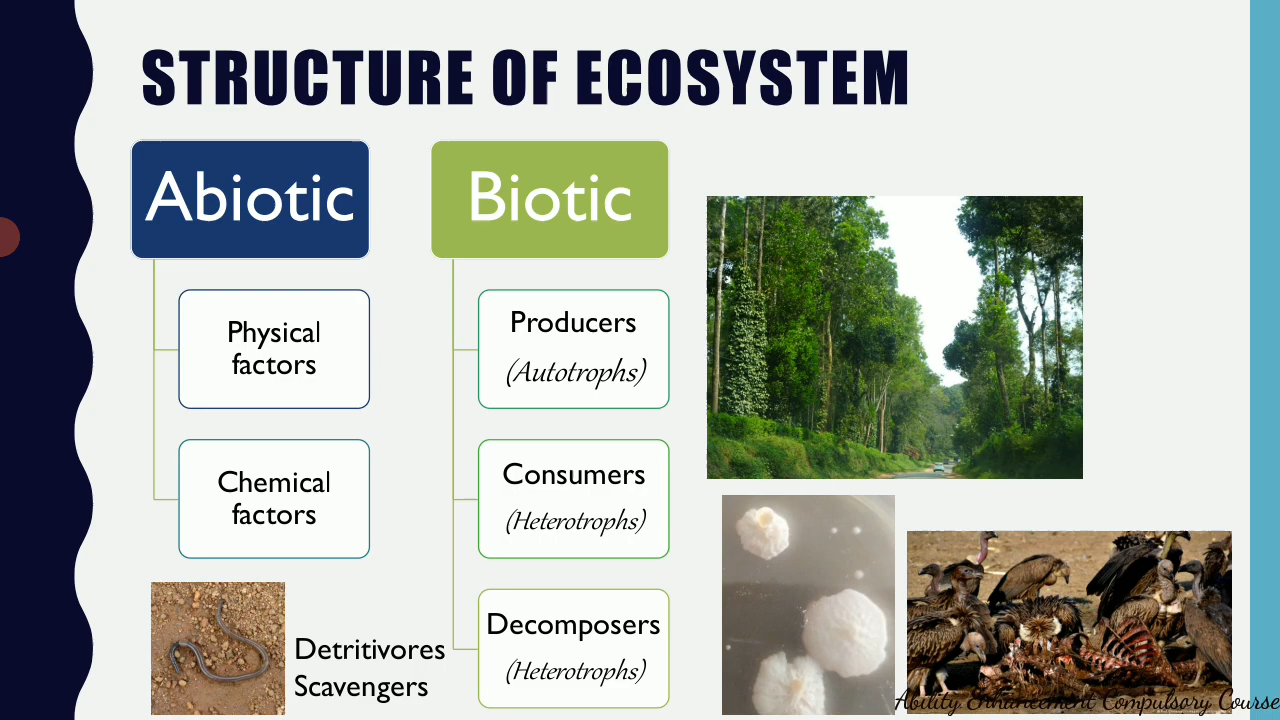 STRUCTURE OF ECOSYSTEM
Abiotic
Physical
factors
Chemical
factors
Biotic
Producers
(Autotrophs)
Consumers
(Heterotrophs)
Decomposers
(Heterotrophs)
Detritivores
Scavengers
Ability Enhancement Compulsory Course